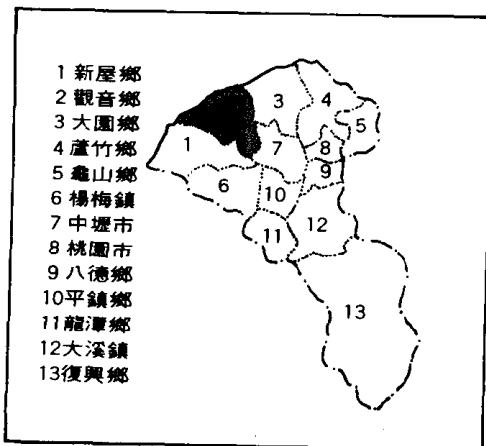 1 新屋鄉
2 觀音鄉
3 大園鄉
4 蘆竹鄉
5 龜山鄉
6 楊梅鎮
7 中壢市
8 桃園市
9 八德鄉
10 平鎮鄉
11 龍潭鄉
12 大溪鎮
13 復興鄉
3
4
5
1
7
8
9
6
10
11
12
13